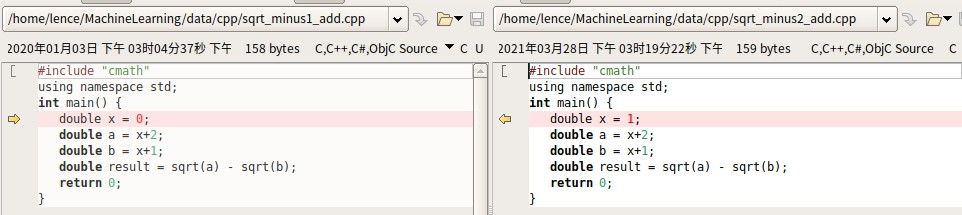 /home/lence/MachineLearning/data/cpp/sqrt_minus1_add.cpp
2020年01月03日 下午 03时04分37秒 下午 158 bytes C,C++,C#,ObjC Source C U
#include "cmath"
using namespace std;
int main() {
double x = 0;
double a = x+2;
double b = x+1;
double result = sqrt(a) - sqrt(b);
return 0;
}
/home/lence/MachineLearning/data/cpp/sqrt_minus2_add.cpp
2021年03月28日 下午 03时19分22秒 下午 159 bytes C,C++,C#,ObjC Source C
#include "cmath"
using namespace std;
int main() {
double x = 1;
double a = x+2;
double b = x+1;
double result = sqrt(a) - sqrt(b);
return 0;
}